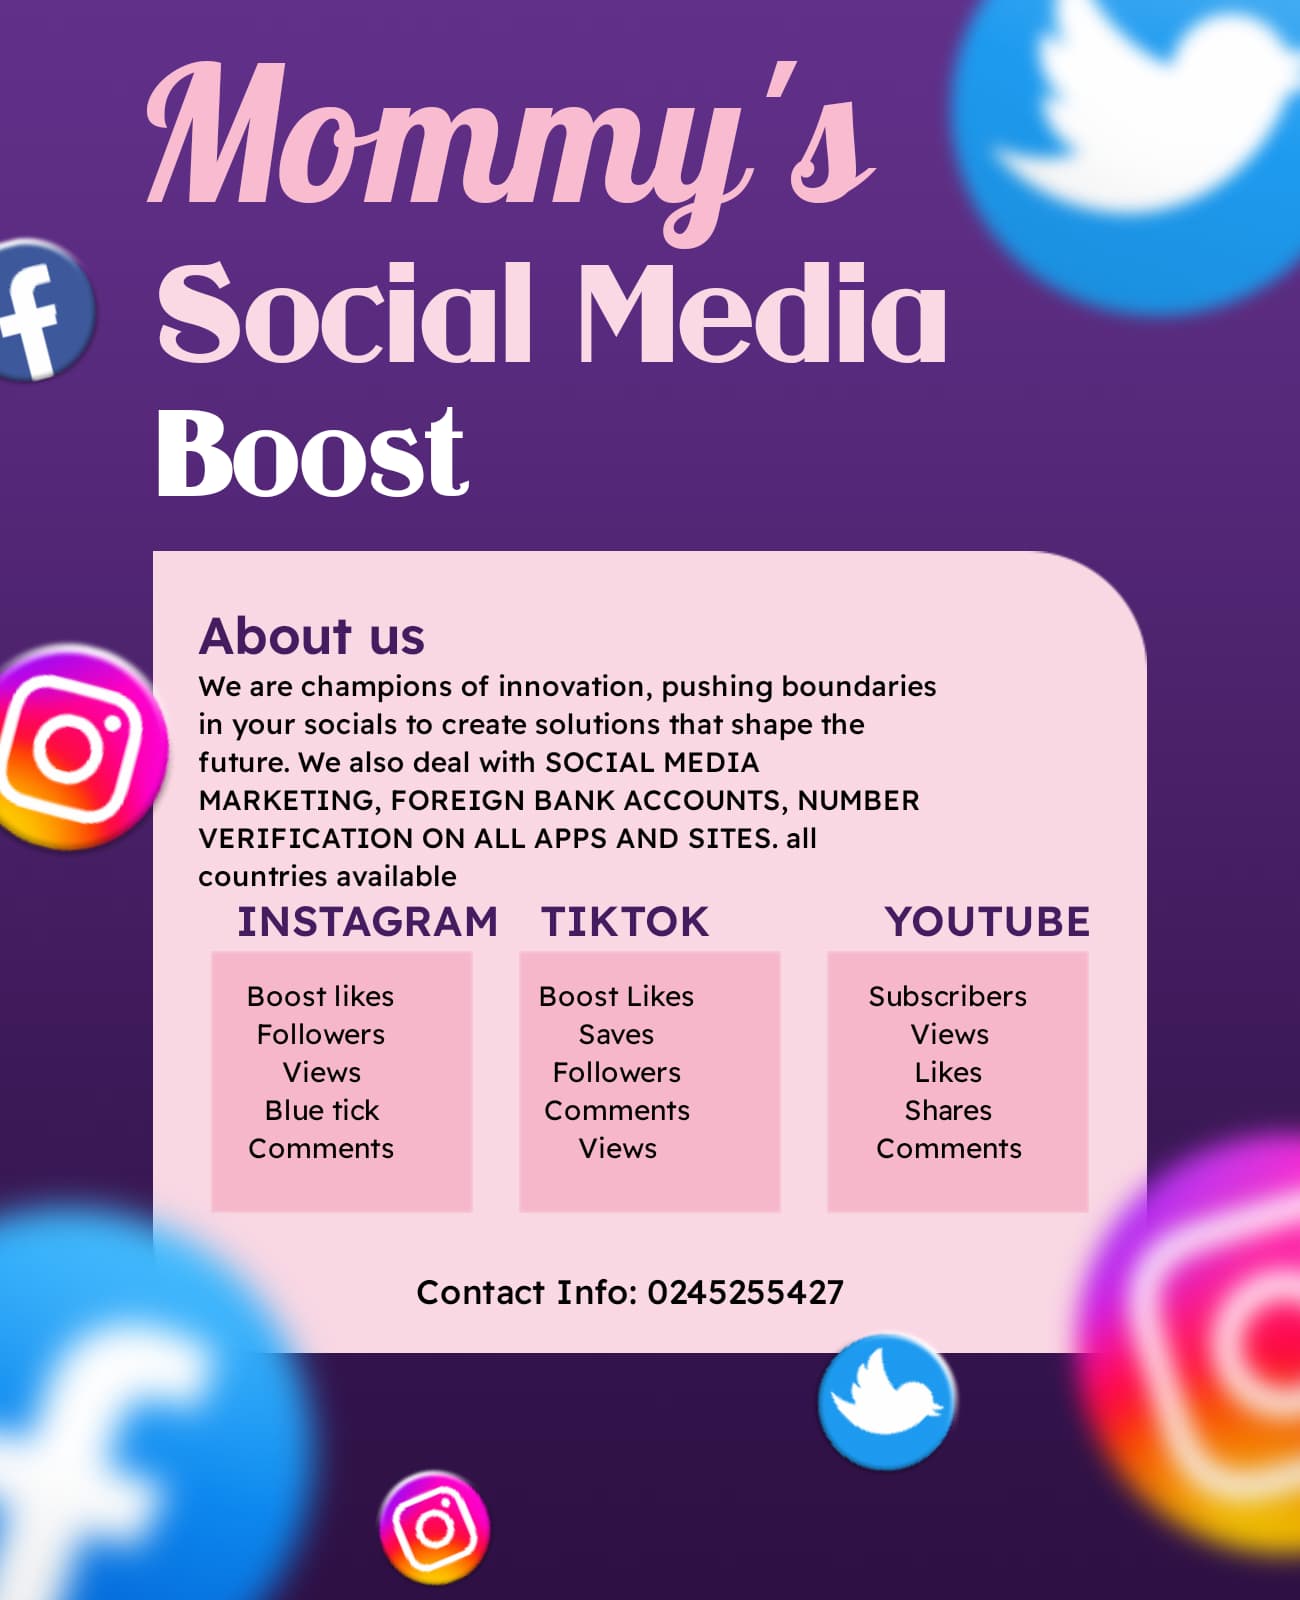 Mommy's
Social Media
Boost
About us
We are champions of innovation, pushing boundaries
in your socials to create solutions that shape the
future. We also deal with SOCIAL MEDIA
MARKETING, FOREIGN BANK ACCOUNTS, NUMBER
VERIFICATION ON ALL APPS AND SITES. all
countries available
INSTAGRAM
Boost likes
Followers
Views
Blue tick
Comments
TIKTOK
Boost Likes
Saves
Followers
Comments
Views
YOUTUBE
Subscribers
Views
Likes
Shares
Comments
Contact Info: 0245255427